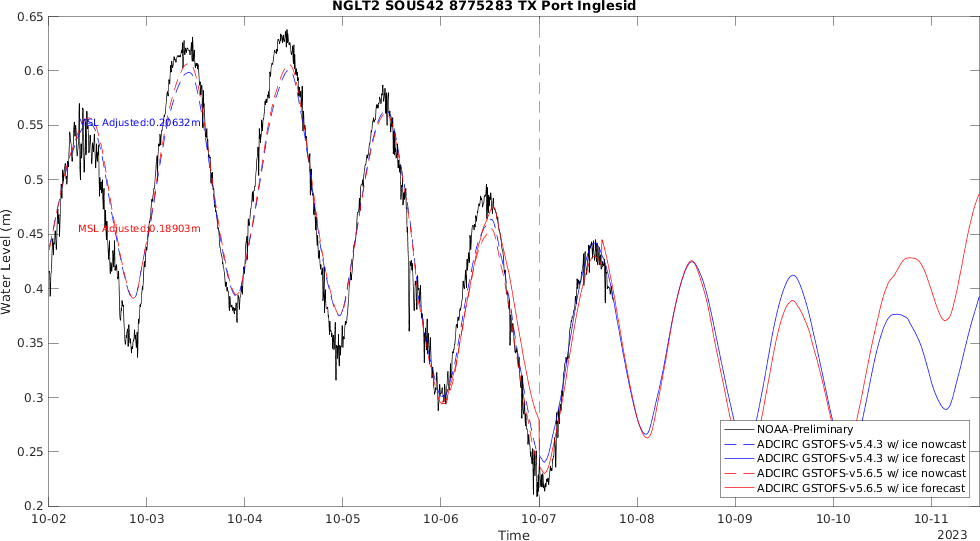 NGLT2 SOUS42 8775283 TX Port Inglesid
0.65
0.6
0.55
0.5
0.45
0.4
0.35
0.3
0.25
0.2
Water Level (m)
MSL Adjusted:0.20632m
MSL Adjusted:0.18903m
NOAA-Preliminary
ADCIRC GSTOFS-v5.4.3 w/ ice nowcast
ADCIRC GSTOFS-v5.4.3 w/ ice forecast
ADCIRC GSTOFS-v5.6.5 w/ ice nowcast
ADCIRC GSTOFS-v5.6.5 w/ ice forecast
10-02 10-03 10-04 10-05 10-06 10-07 10-08 10-09 10-10 10-11
Time
2023